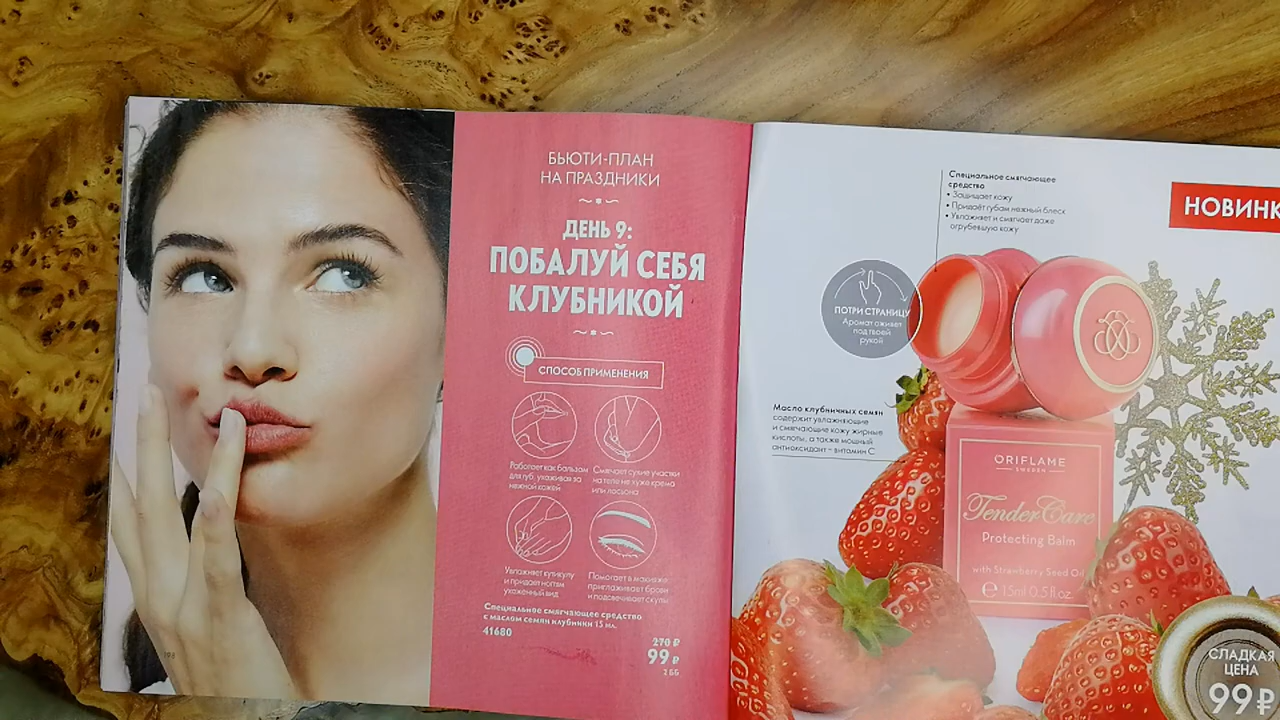 БЬЮТИ-ПЛАН
НА ПРАЗДНИКИ
ДЕНЬ 9:
ПОБАЛУЙ СЕБЯ
КЛУБНИКОЙ
СПОСОБ ПРИМЕНЕНИЯ
Работает как бальзам
для губ, ухаживая за
нежной кожей
Смягчает сухие участки
на теле не хуже крема
или лосьона
Увлажняет кутикулу
и придает ногтям
ухоженный вид
Помогает в макияже:
приглаживает брови
и подсвечивает скулы
Специальное смягчающее средство
с маслом семян клубники 15 мл.
41680
270 ₽
99 ₽
2 ББ
193
Специальное смягчающее
средство
• Защищает кожу
• Придаёт губам нежный блеск
• Увлажняет и смягчает даже
огрубевшую кожу
НОВИНК
ПОТРИ СТРАНИЦУ
Аромат оживет
под твоей
рукой
Масло клубничных семян
содержит увлажняющие
и смягчающие кожу жирные
кислоты, а также мощный
антиоксидант – витамин С
ORIFLAME
SWEDEN
Tender Care
Protecting Balm
with Strawberry Seed Oil
℮ 15ml 0.5 fl.oz.
СЛАДКАЯ
ЦЕНА
99 ₽